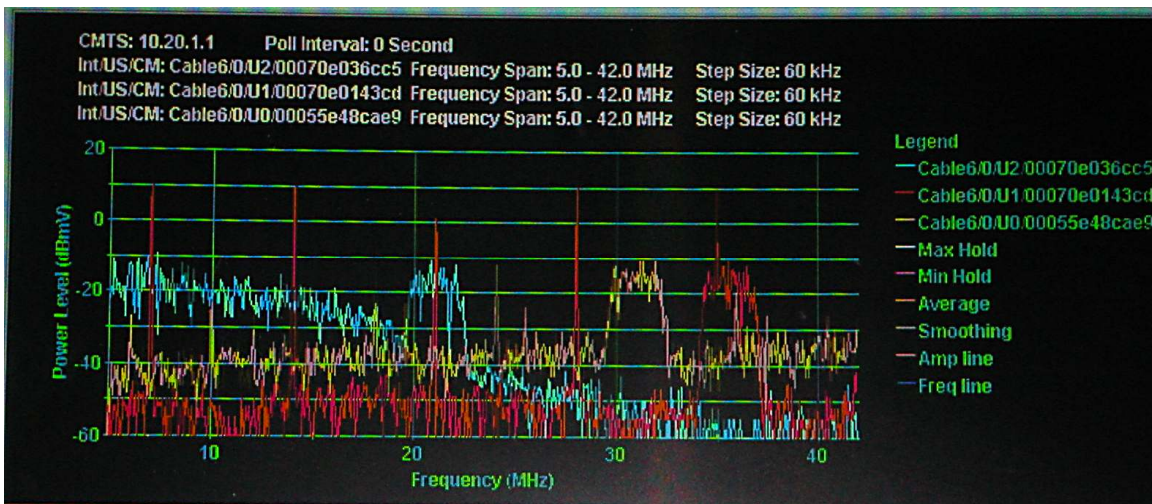 CMTS: 10.20.1.1 Poll Interval: 0 Second
Int/US/CM: Cable6/0/U2/00070e036cc5 Frequency Span: 5.0 - 42.0 MHz Step Size: 60 kHz
Int/US/CM: Cable6/0/U1/00070e0143cd Frequency Span: 5.0 - 42.0 MHz Step Size: 60 kHz
Int/US/CM: Cable6/0/U0/00055e48cae9 Frequency Span: 5.0 - 42.0 MHz Step Size: 60 kHz
Power Level (dBmV)
20
0
-20
-40
-60
10 20 30 40
Frequency (MHz)
Legend
Cable6/0/U2/00070e036cc5
Cable6/0/U1/00070e0143cd
Cable6/0/U0/00055e48cae9
Max Hold
Min Hold
Average
Smoothing
Amp line
Freq line